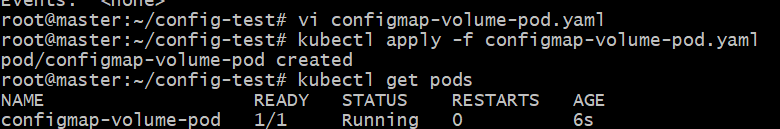 Events:  <none>
root@master:~/config-test# vi configmap-volume-pod.yaml
root@master:~/config-test# kubectl apply -f configmap-volume-pod.yaml
pod/configmap-volume-pod created
root@master:~/config-test# kubectl get pods
NAME                   READY   STATUS    RESTARTS   AGE
configmap-volume-pod   1/1     Running   0          6s